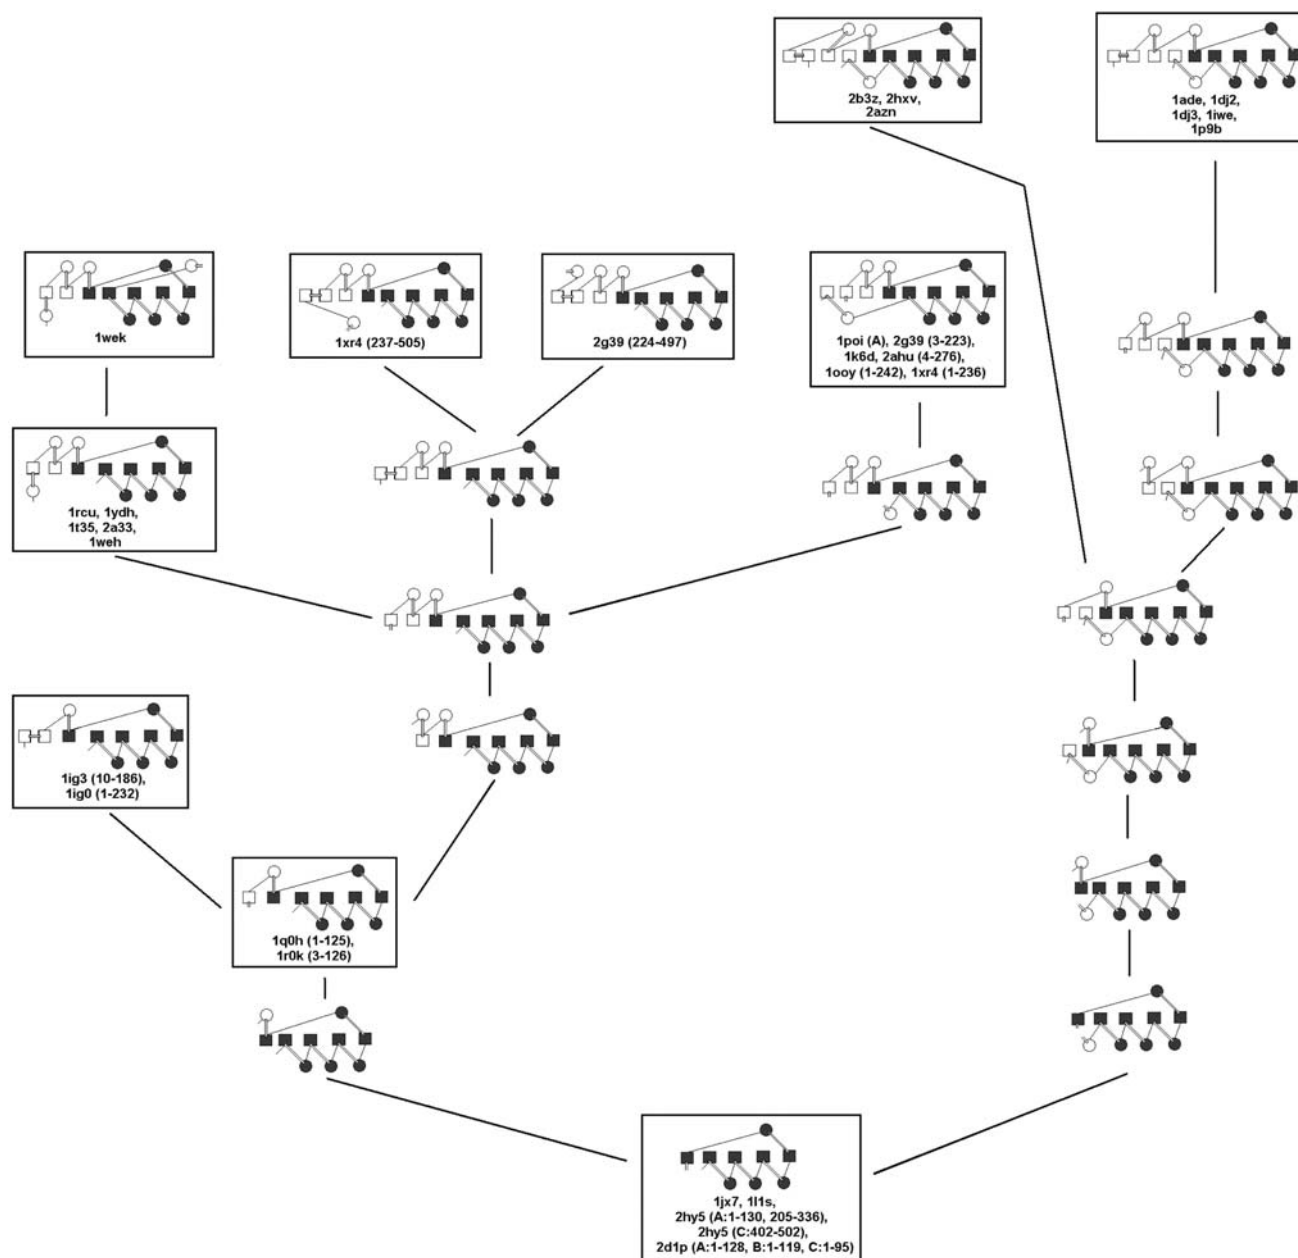 2b3z, 2hxv,
2azn
1ade, 1dj2,
1dj3, 1iwe,
1p9b
1wek
1xr4 (237-505)
2g39 (224-497)
1poi (A), 2g39 (3-223),
1k6d, 2ahu (4-276),
1ooy (1-242), 1xr4 (1-236)
1rcu, 1ydh,
1t35, 2a33,
1weh
1ig3 (10-186),
1ig0 (1-232)
1q0h (1-125),
1r0k (3-126)
1jx7, 1l1s,
2hy5 (A:1-130, 205-336),
2hy5 (C:402-502),
2d1p (A:1-128, B:1-119, C:1-95)